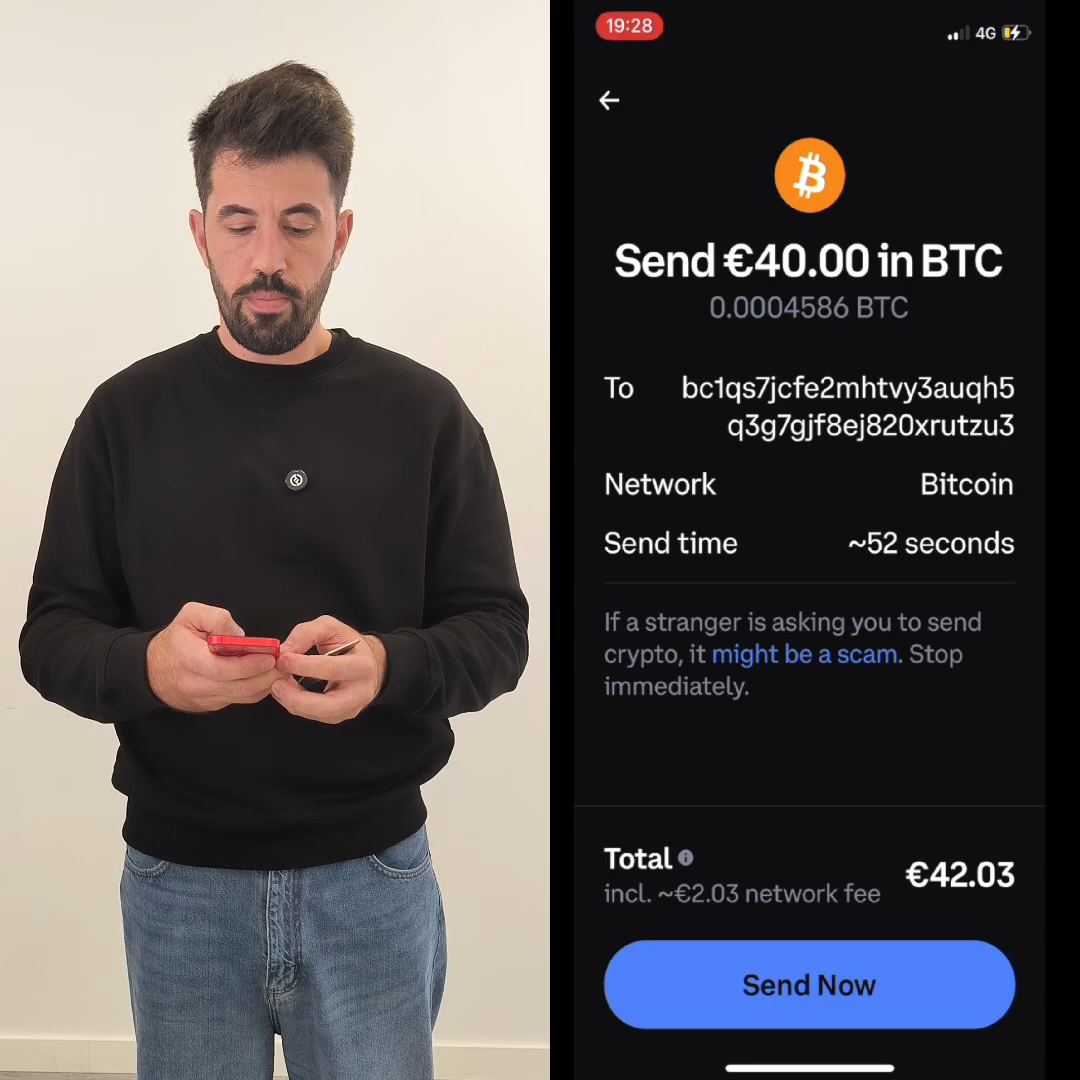 19:28
4G
Send €40.00 in BTC
0.0004586 BTC
To bc1qs7jcfe2mhtvy3auqh5
q3g7gjf8ej820xrutzu3
Network Bitcoin
Send time ~52 seconds
If a stranger is asking you to send
crypto, it might be a scam. Stop
immediately.
Total €42.03
incl. ~€2.03 network fee
Send Now